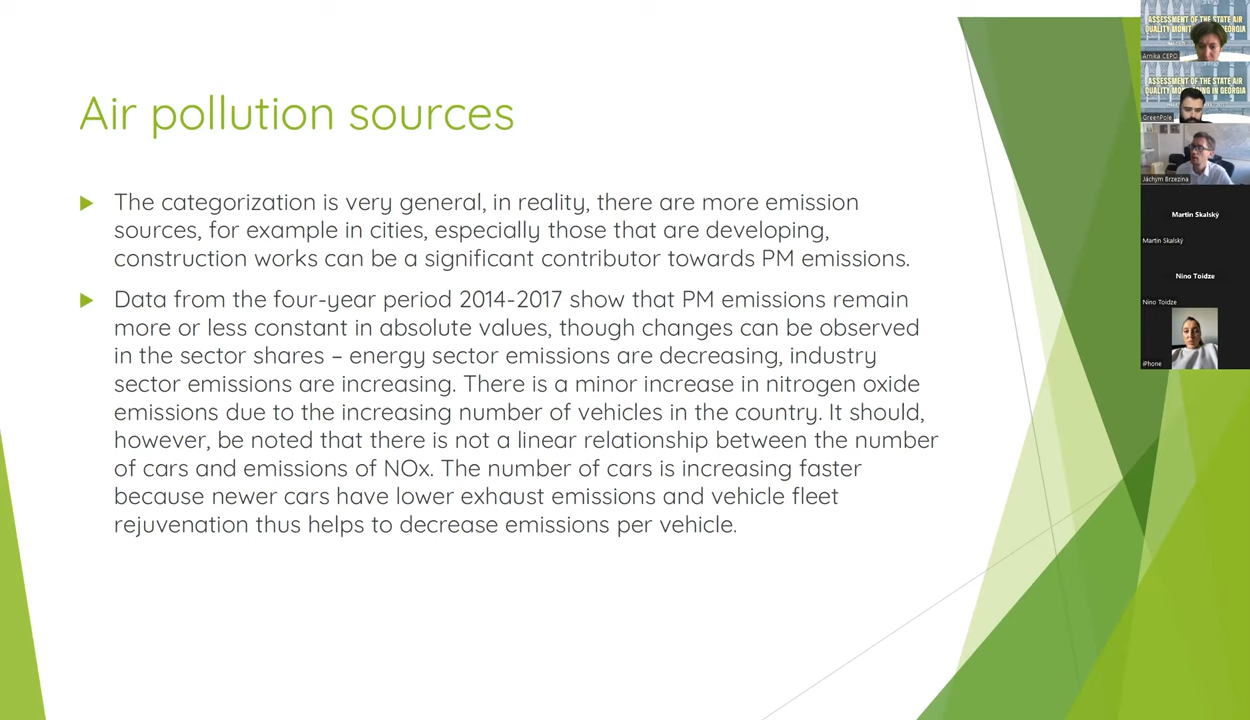 Air pollution sources
The categorization is very general, in reality, there are more emission
sources, for example in cities, especially those that are developing,
construction works can be a significant contributor towards PM emissions.
Data from the four-year period 2014-2017 show that PM emissions remain
more or less constant in absolute values, though changes can be observed
in the sector shares – energy sector emissions are decreasing, industry
sector emissions are increasing. There is a minor increase in nitrogen oxide
emissions due to the increasing number of vehicles in the country. It should,
however, be noted that there is not a linear relationship between the number
of cars and emissions of NOx. The number of cars is increasing faster
because newer cars have lower exhaust emissions and vehicle fleet
rejuvenation thus helps to decrease emissions per vehicle.
ASSESSMENT OF THE STATE AIR
QUALITY GEORGIA
Arnika CEPO
ASSESSMENT OF THE STATE AIR
QUALITY MONITORING IN GEORGIA
GreenPole
Jáchym Brzezina
Martin Skalský
Martin Skalský
Nino Toidze
Nino Toidze
iPhone